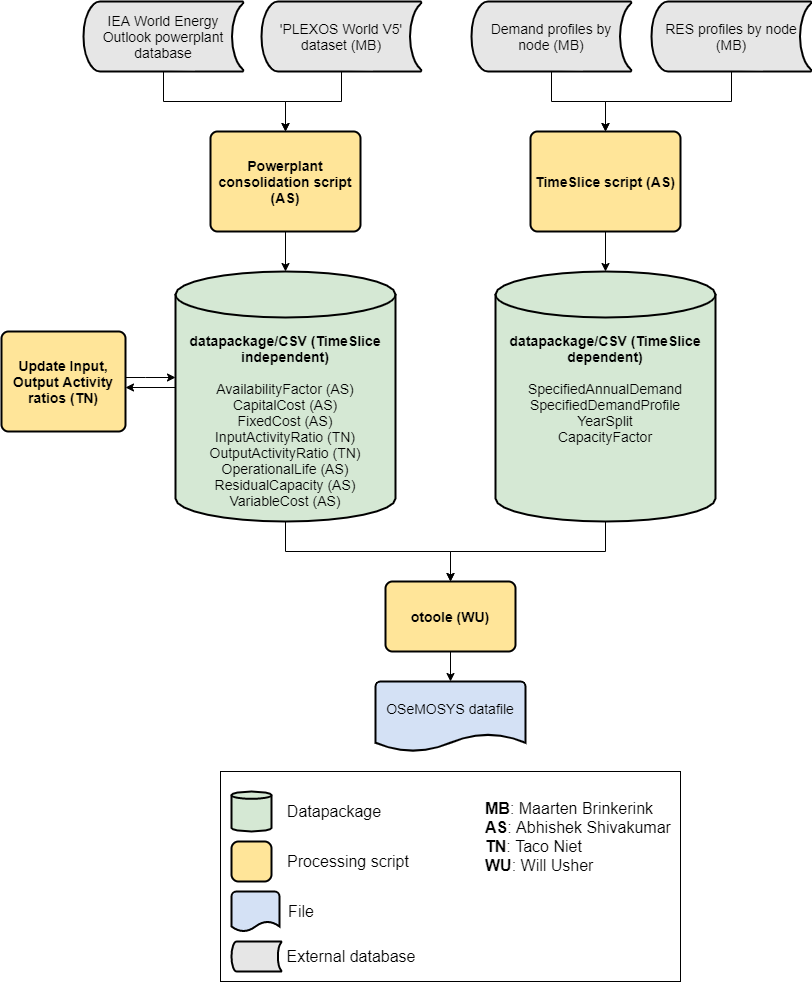 IEA World Energy
Outlook powerplant
database
'PLEXOS World V5'
dataset (MB)
Demand profiles by
node (MB)
RES profiles by node
(MB)
Powerplant
consolidation script
(AS)
TimeSlice script (AS)
Update Input,
Output Activity
ratios (TN)
datapackage/CSV (TimeSlice
independent)
AvailabilityFactor (AS)
CapitalCost (AS)
FixedCost (AS)
InputActivityRatio (TN)
OutputActivityRatio (TN)
OperationalLife (AS)
ResidualCapacity (AS)
VariableCost (AS)
datapackage/CSV (TimeSlice
dependent)
SpecifiedAnnualDemand
SpecifiedDemandProfile
YearSplit
CapacityFactor
otoole (WU)
OSeMOSYS datafile
Datapackage
Processing script
File
External database
MB: Maarten Brinkerink
AS: Abhishek Shivakumar
TN: Taco Niet
WU: Will Usher